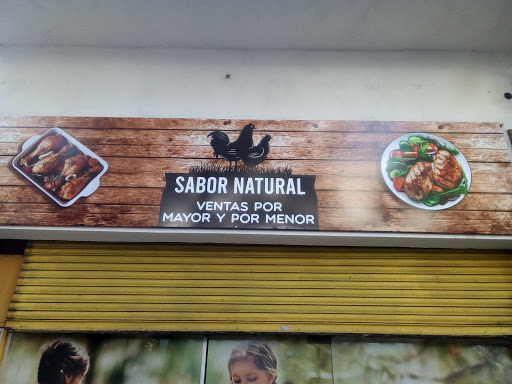 SABOR NATURAL
VENTAS POR
MAYOR Y POR MENOR